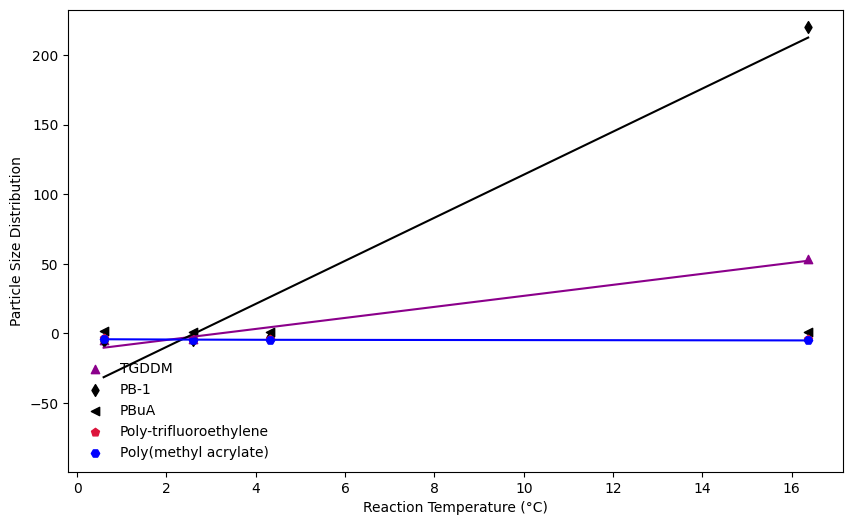 200
150
100
50
0
−50
Particle Size Distribution
TGDDM
PB-1
PBuA
Poly-trifluoroethylene
Poly(methyl acrylate)
0 2 4 6 8 10 12 14 16
Reaction Temperature (°C)